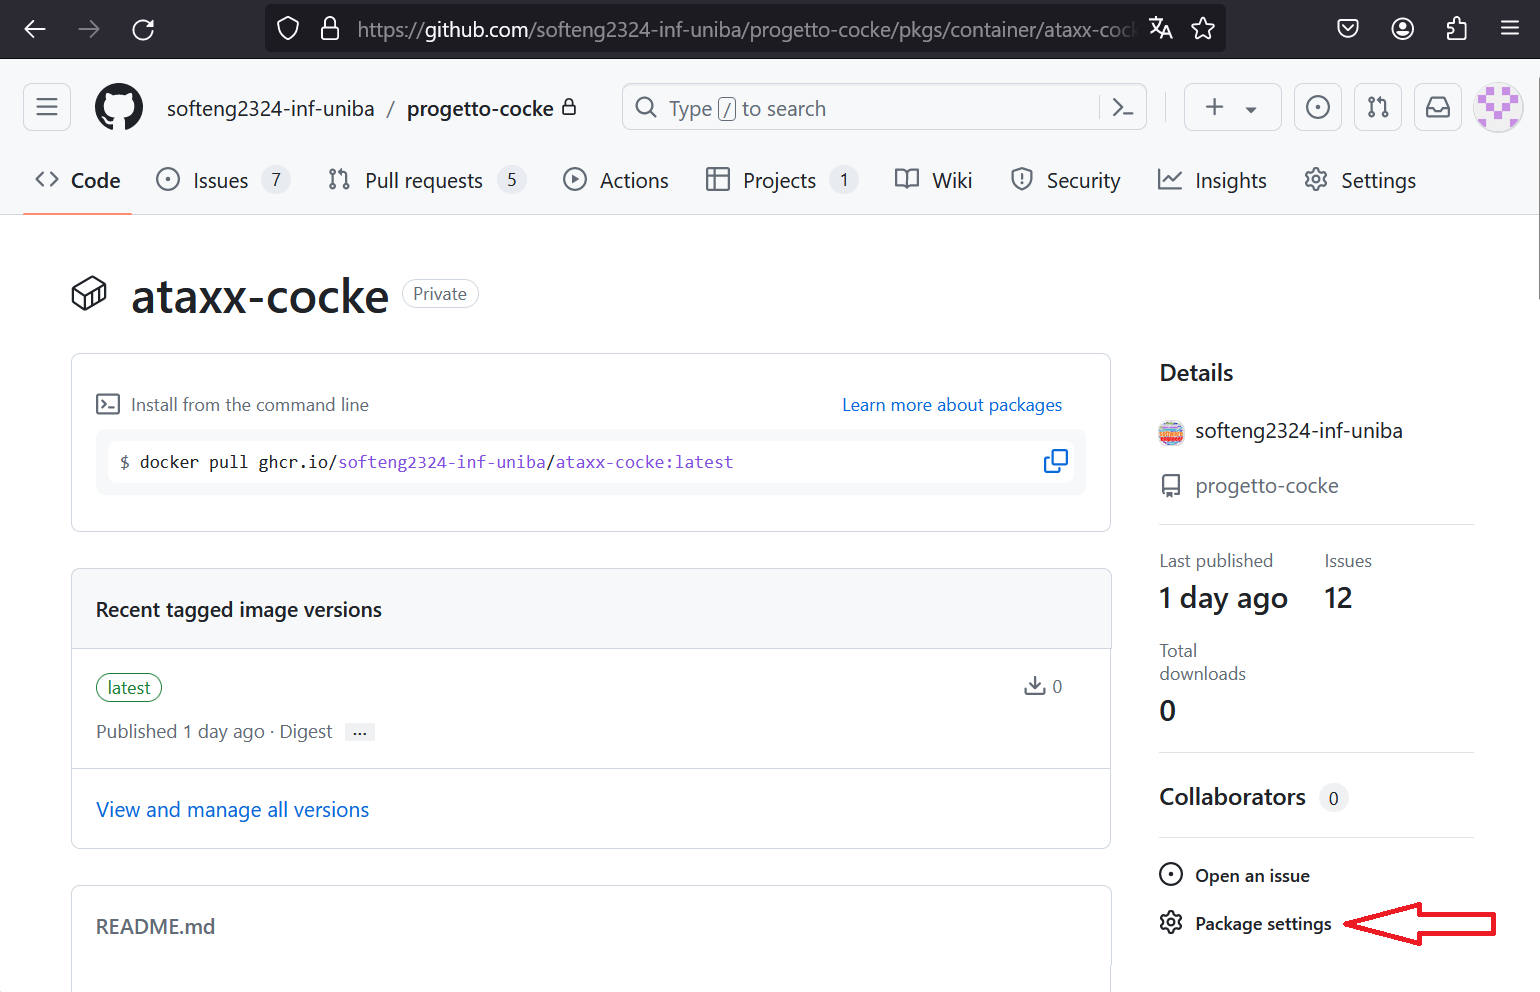 https://github.com/softeng2324-inf-uniba/progetto-cocke/pkgs/container/ataxx-cock
softeng2324-inf-uniba / progetto-cocke
Type / to search
Code
Issues 7
Pull requests 5
Actions
Projects 1
Wiki
Security
Insights
Settings
ataxx-cocke Private
Install from the command line
Learn more about packages
$ docker pull ghcr.io/softeng2324-inf-uniba/ataxx-cocke:latest
Recent tagged image versions
latest
0
Published 1 day ago · Digest ...
View and manage all versions
README.md
Details
softeng2324-inf-uniba
progetto-cocke
Last published
1 day ago
Issues
12
Total
downloads
0
Collaborators 0
Open an issue
Package settings